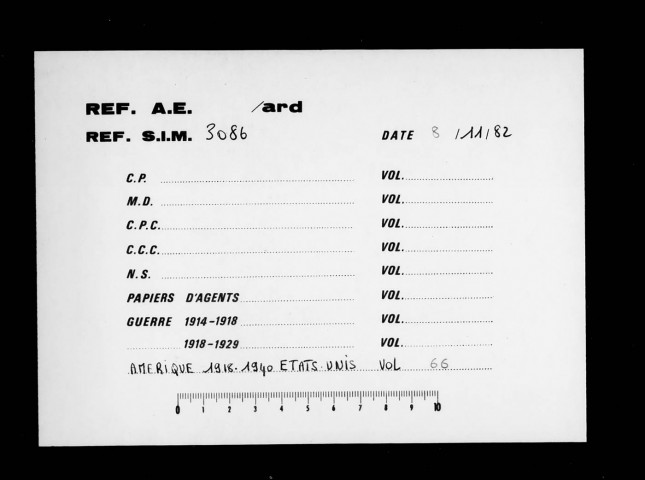 REF. A.E. /ard
REF. S.I.M. 3086 DATE 8 /11/82
C.P. VOL.
M.D. VOL.
C.P.C. VOL.
C.C.C. VOL.
N.S. VOL.
PAPIERS D'AGENTS VOL.
GUERRE 1914-1918 VOL.
1918-1929 VOL.
AMERIQUE 1918-1940 ETATS UNIS VOL 66
0 1 2 3 4 5 6 7 8 9 10